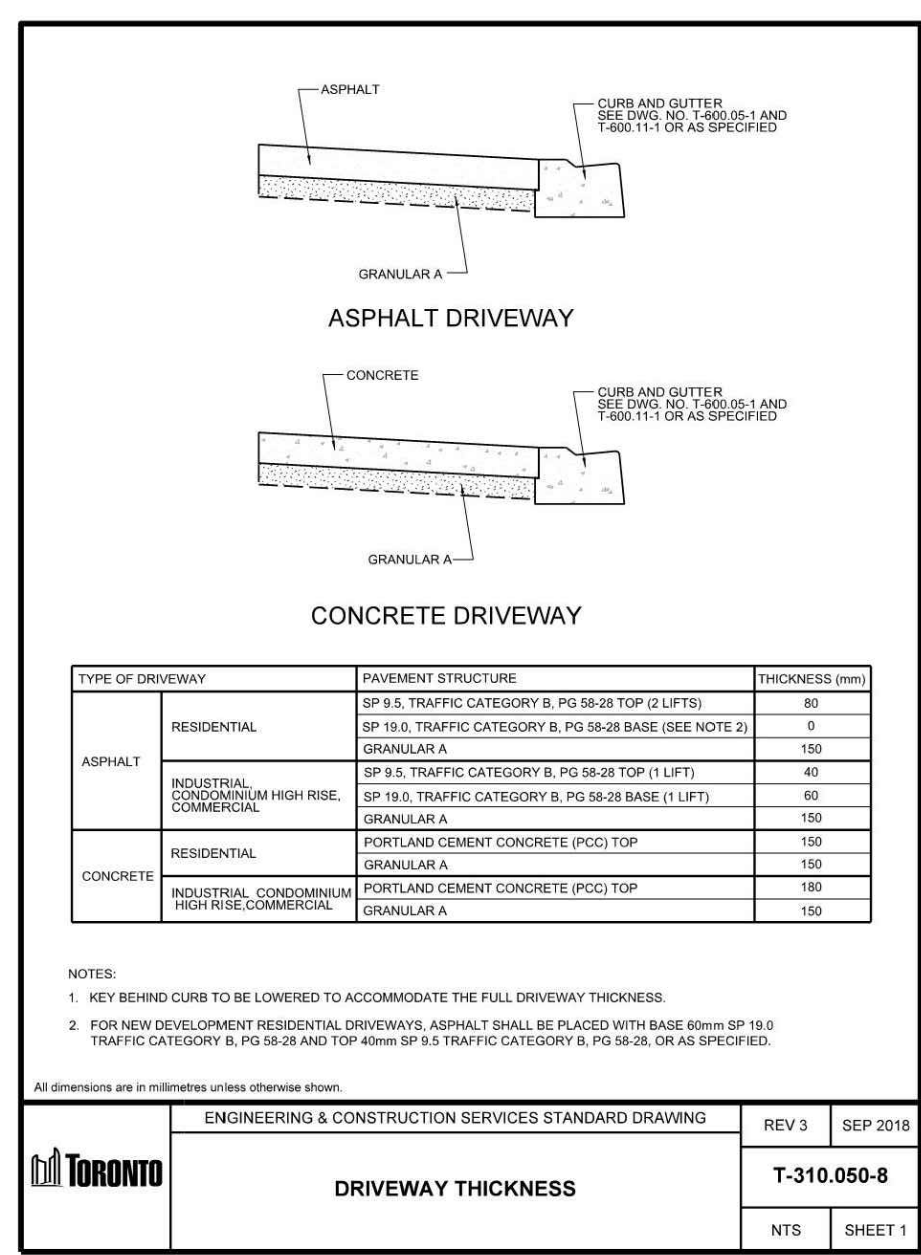 ASPHALT
CURB AND GUTTER
SEE DWG. NO. T-600.05-1 AND
T-600.11-1 OR AS SPECIFIED
GRANULAR A
ASPHALT DRIVEWAY
CONCRETE
CURB AND GUTTER
SEE DWG. NO. T-600.05-1 AND
T-600.11-1 OR AS SPECIFIED
GRANULAR A
CONCRETE DRIVEWAY
TYPE OF DRIVEWAY PAVEMENT STRUCTURE THICKNESS (mm)
ASPHALT
RESIDENTIAL
SP 9.5, TRAFFIC CATEGORY B, PG 58-28 TOP (2 LIFTS) 80
SP 19.0, TRAFFIC CATEGORY B, PG 58-28 BASE (SEE NOTE 2) 0
GRANULAR A 150
INDUSTRIAL,
CONDOMINIUM HIGH RISE,
COMMERCIAL
SP 9.5, TRAFFIC CATEGORY B, PG 58-28 TOP (1 LIFT) 40
SP 19.0, TRAFFIC CATEGORY B, PG 58-28 BASE (1 LIFT) 60
GRANULAR A 150
CONCRETE
RESIDENTIAL
PORTLAND CEMENT CONCRETE (PCC) TOP 150
GRANULAR A 150
INDUSTRIAL CONDOMINIUM
HIGH RISE,COMMERCIAL
PORTLAND CEMENT CONCRETE (PCC) TOP 180
GRANULAR A 150
NOTES:
1. KEY BEHIND CURB TO BE LOWERED TO ACCOMMODATE THE FULL DRIVEWAY THICKNESS.
2. FOR NEW DEVELOPMENT RESIDENTIAL DRIVEWAYS, ASPHALT SHALL BE PLACED WITH BASE 60mm SP 19.0
TRAFFIC CATEGORY B, PG 58-28 AND TOP 40mm SP 9.5 TRAFFIC CATEGORY B, PG 58-28, OR AS SPECIFIED.
All dimensions are in millimetres unless otherwise shown.
TORONTO
ENGINEERING & CONSTRUCTION SERVICES STANDARD DRAWING
DRIVEWAY THICKNESS
REV 3 SEP 2018
T-310.050-8
NTS SHEET 1